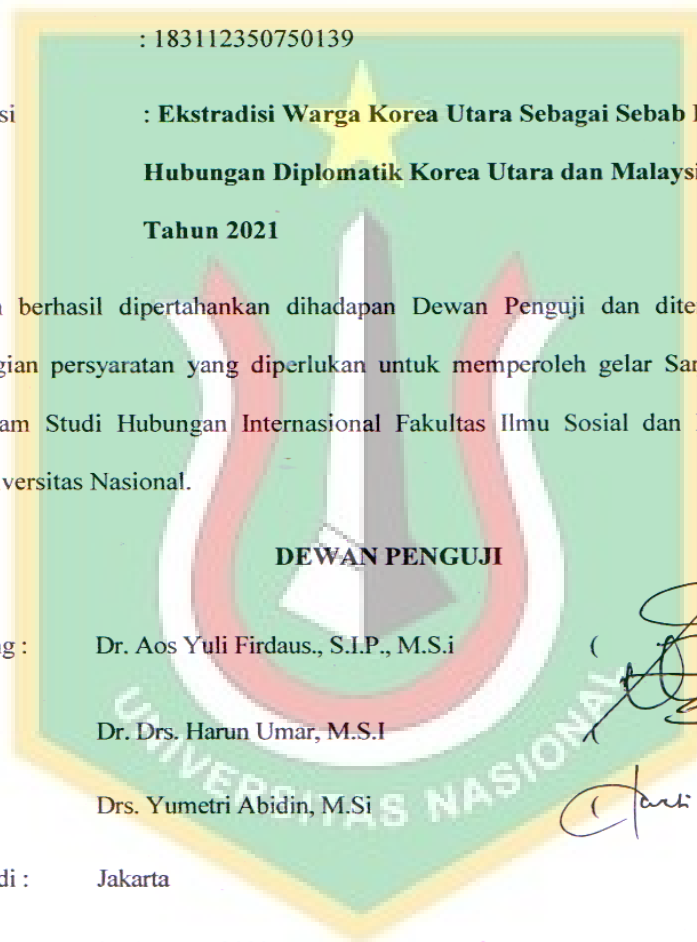 : 183112350750139
si : Ekstradisi Warga Korea Utara Sebagai Sebab
Hubungan Diplomatik Korea Utara dan Malaysi
Tahun 2021
berhasil dipertahankan dihadapan Dewan Penguji dan dite
gian persyaratan yang diperlukan untuk memperoleh gelar Sar
am Studi Hubungan Internasional Fakultas Ilmu Sosial dan
versitas Nasional.
DEWAN PENGUJI
ng : Dr. Aos Yuli Firdaus., S.I.P., M.S.i (
Dr. Drs. Harun Umar, M.S.I (
Drs. Yumetri Abidin, M.Si (
UNIVERSITAS NASIONAL
di : Jakarta